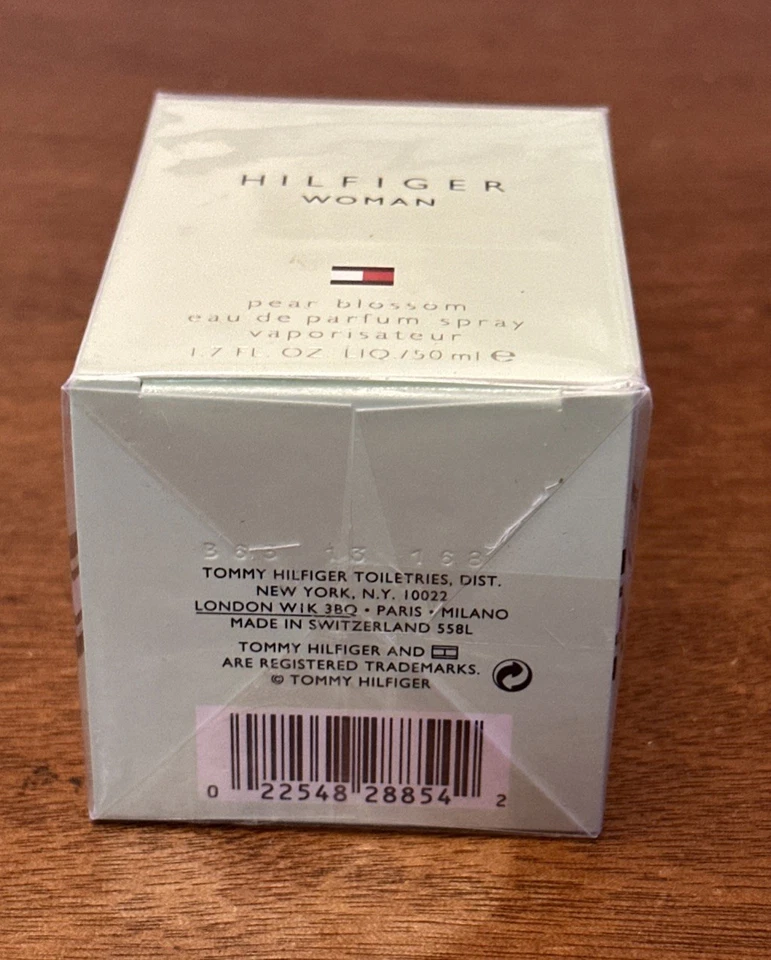 HILFIGER
WOMAN
pear blossom
eau de parfum spray
vaporisateur
1.7 FL. OZ LIQ./50 ml e
TOMMY HILFIGER TOILETRIES, DIST.
NEW YORK, N.Y. 10022
LONDON W1K 3BQ • PARIS • MILANO
MADE IN SWITZERLAND 558L
TOMMY HILFIGER AND
ARE REGISTERED TRADEMARKS.
© TOMMY HILFIGER
0 22548 28854 2